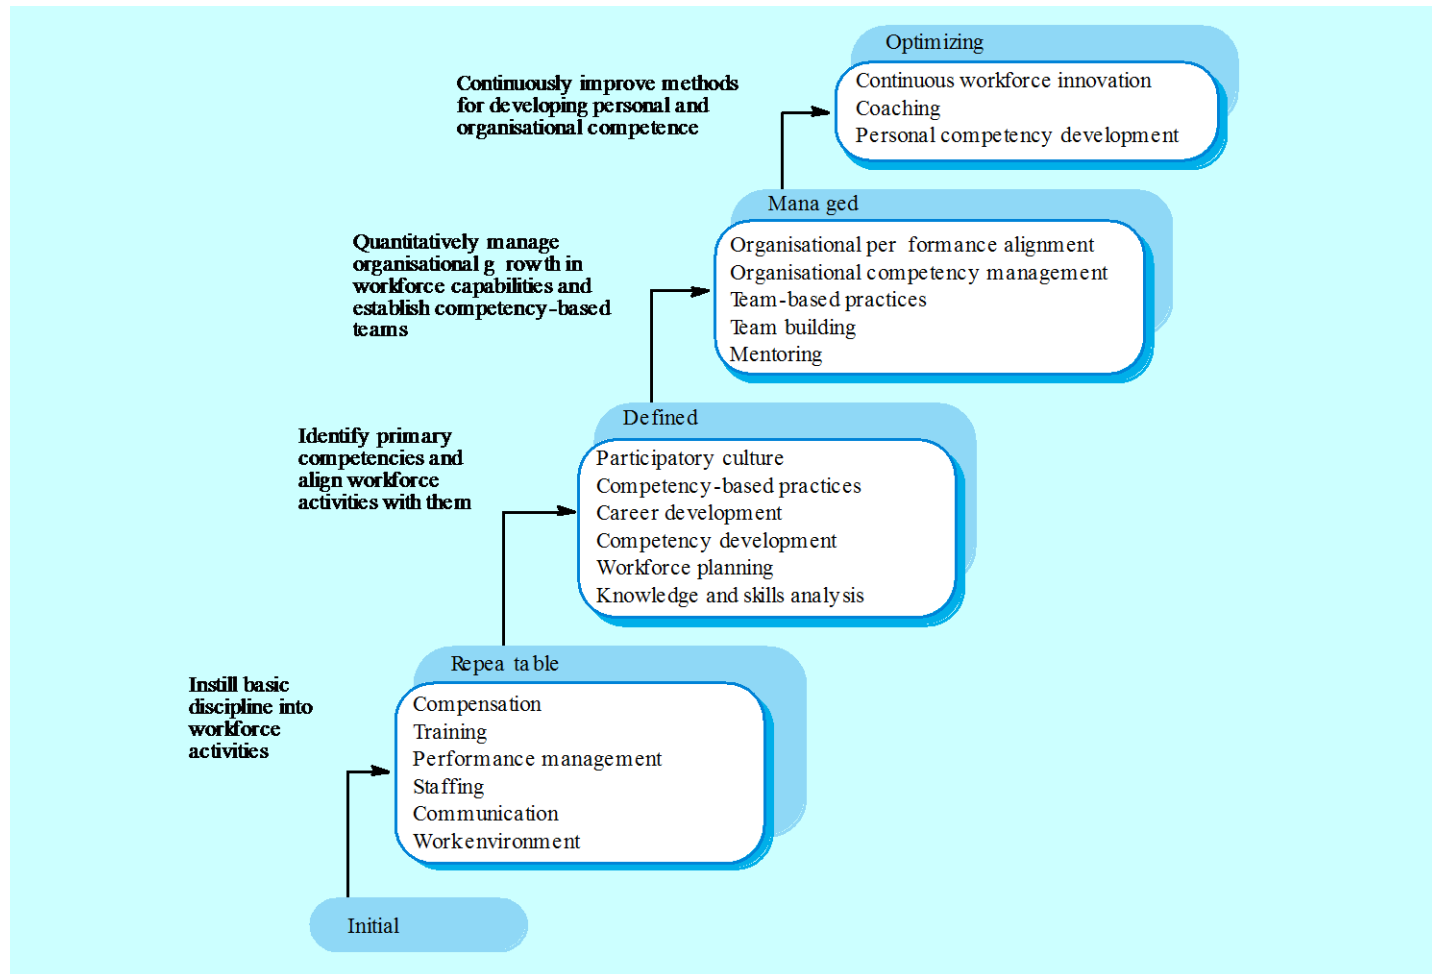 Optimizing
Continuous workforce innovation
Coaching
Personal competency development
Continuously improve methods
for developing personal and
organisational competence
Mana ged
Organisational per formance alignment
Organisational competency management
Team-based practices
Team building
Mentoring
Quantitatively manage
organisational g rowth in
workforce capabilities and
establish competency-based
teams
Defined
Participatory culture
Competency-based practices
Career development
Competency development
Workforce planning
Knowledge and skills analysis
Identify primary
competencies and
align workforce
activities with them
Repea table
Compensation
Training
Performance management
Staffing
Communication
Work environment
Instill basic
discipline into
workforce
activities
Initial